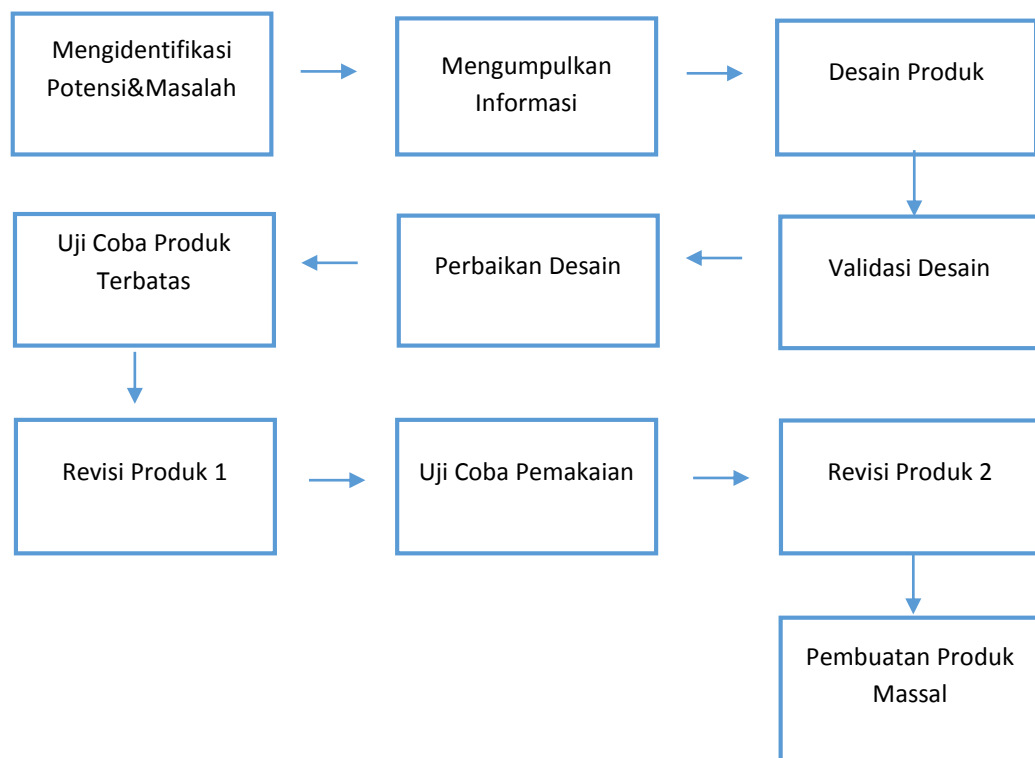 Mengidentifikasi
Potensi&Masalah
Mengumpulkan
Informasi
Desain Produk
Validasi Desain
Perbaikan Desain
Uji Coba Produk
Terbatas
Revisi Produk 1
Uji Coba Pemakaian
Revisi Produk 2
Pembuatan Produk
Massal